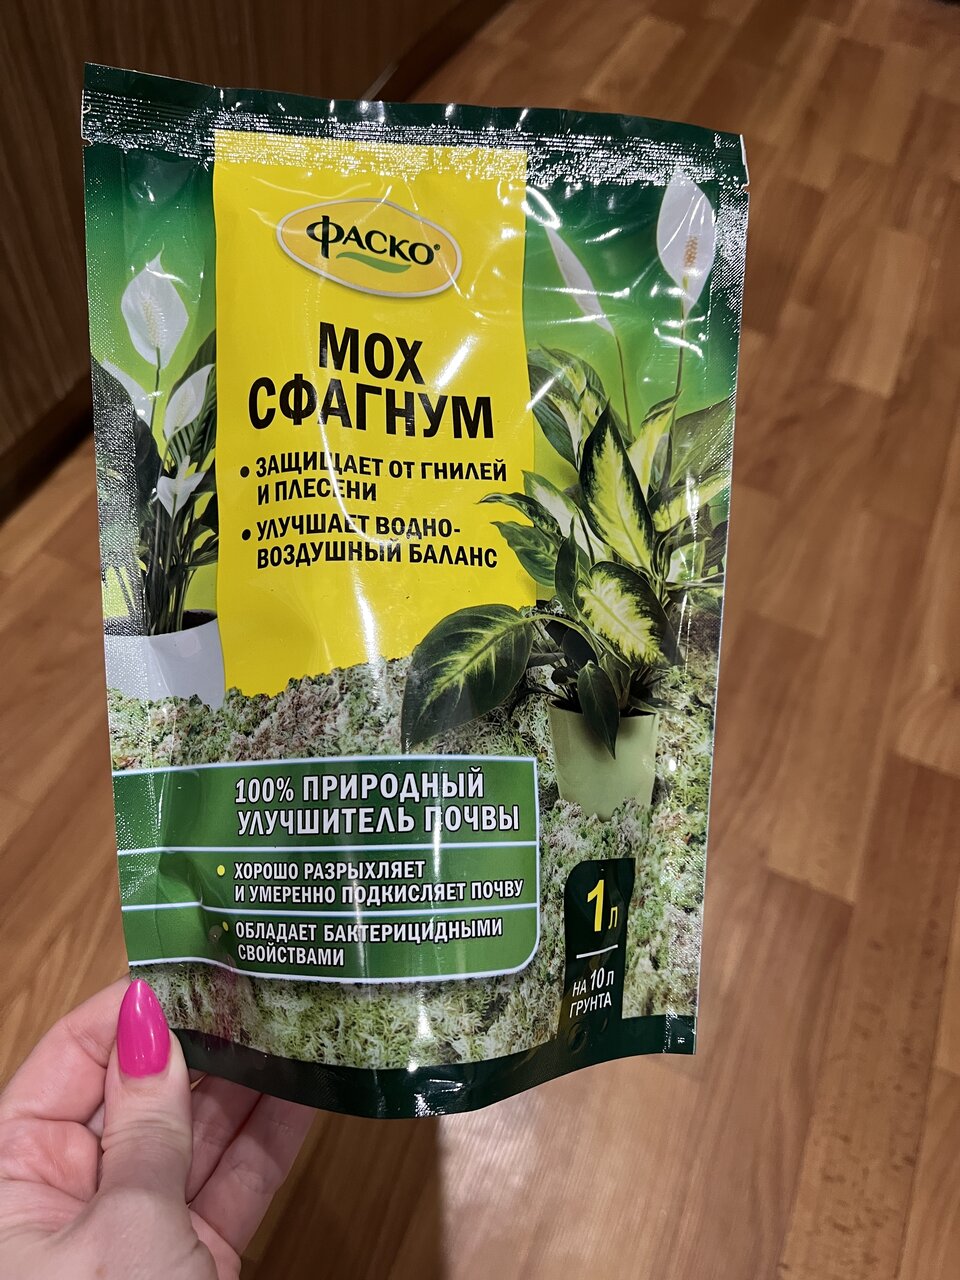 ФАСКО®
МОХ
СФАГНУМ
• ЗАЩИЩАЕТ ОТ ГНИЛЕЙ
И ПЛЕСЕНИ
• УЛУЧШАЕТ ВОДНО-
ВОЗДУШНЫЙ БАЛАНС
100% ПРИРОДНЫЙ
УЛУЧШИТЕЛЬ ПОЧВЫ
• ХОРОШО РАЗРЫХЛЯЕТ
И УМЕРЕННО ПОДКИСЛЯЕТ ПОЧВУ
• ОБЛАДАЕТ БАКТЕРИЦИДНЫМИ
СВОЙСТВАМИ
1 л
НА 10 л
ГРУНТА